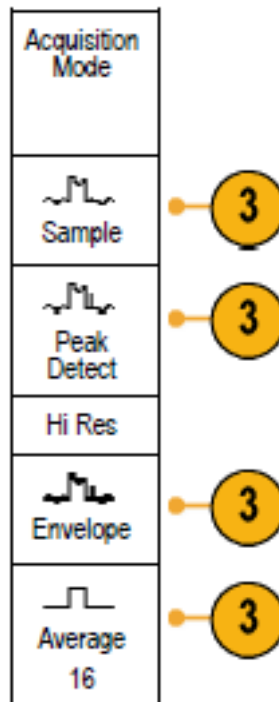 Acquisition
Mode
Sample
3
Peak
Detect
3
Hi Res
Envelope
3
Average
16
3